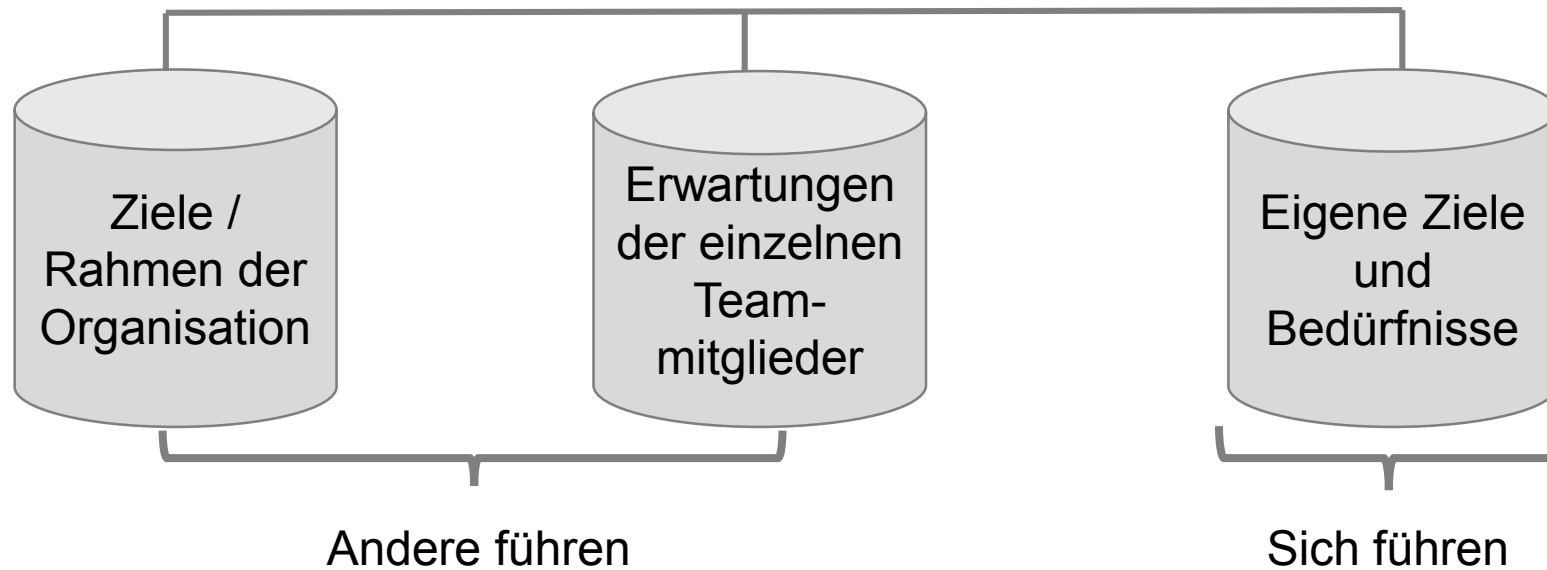 Ziele /
Rahmen der
Organisation
Erwartungen
der einzelnen
Team-
mitglieder
Eigene Ziele
und
Bedürfnisse
Andere führen
Sich führen